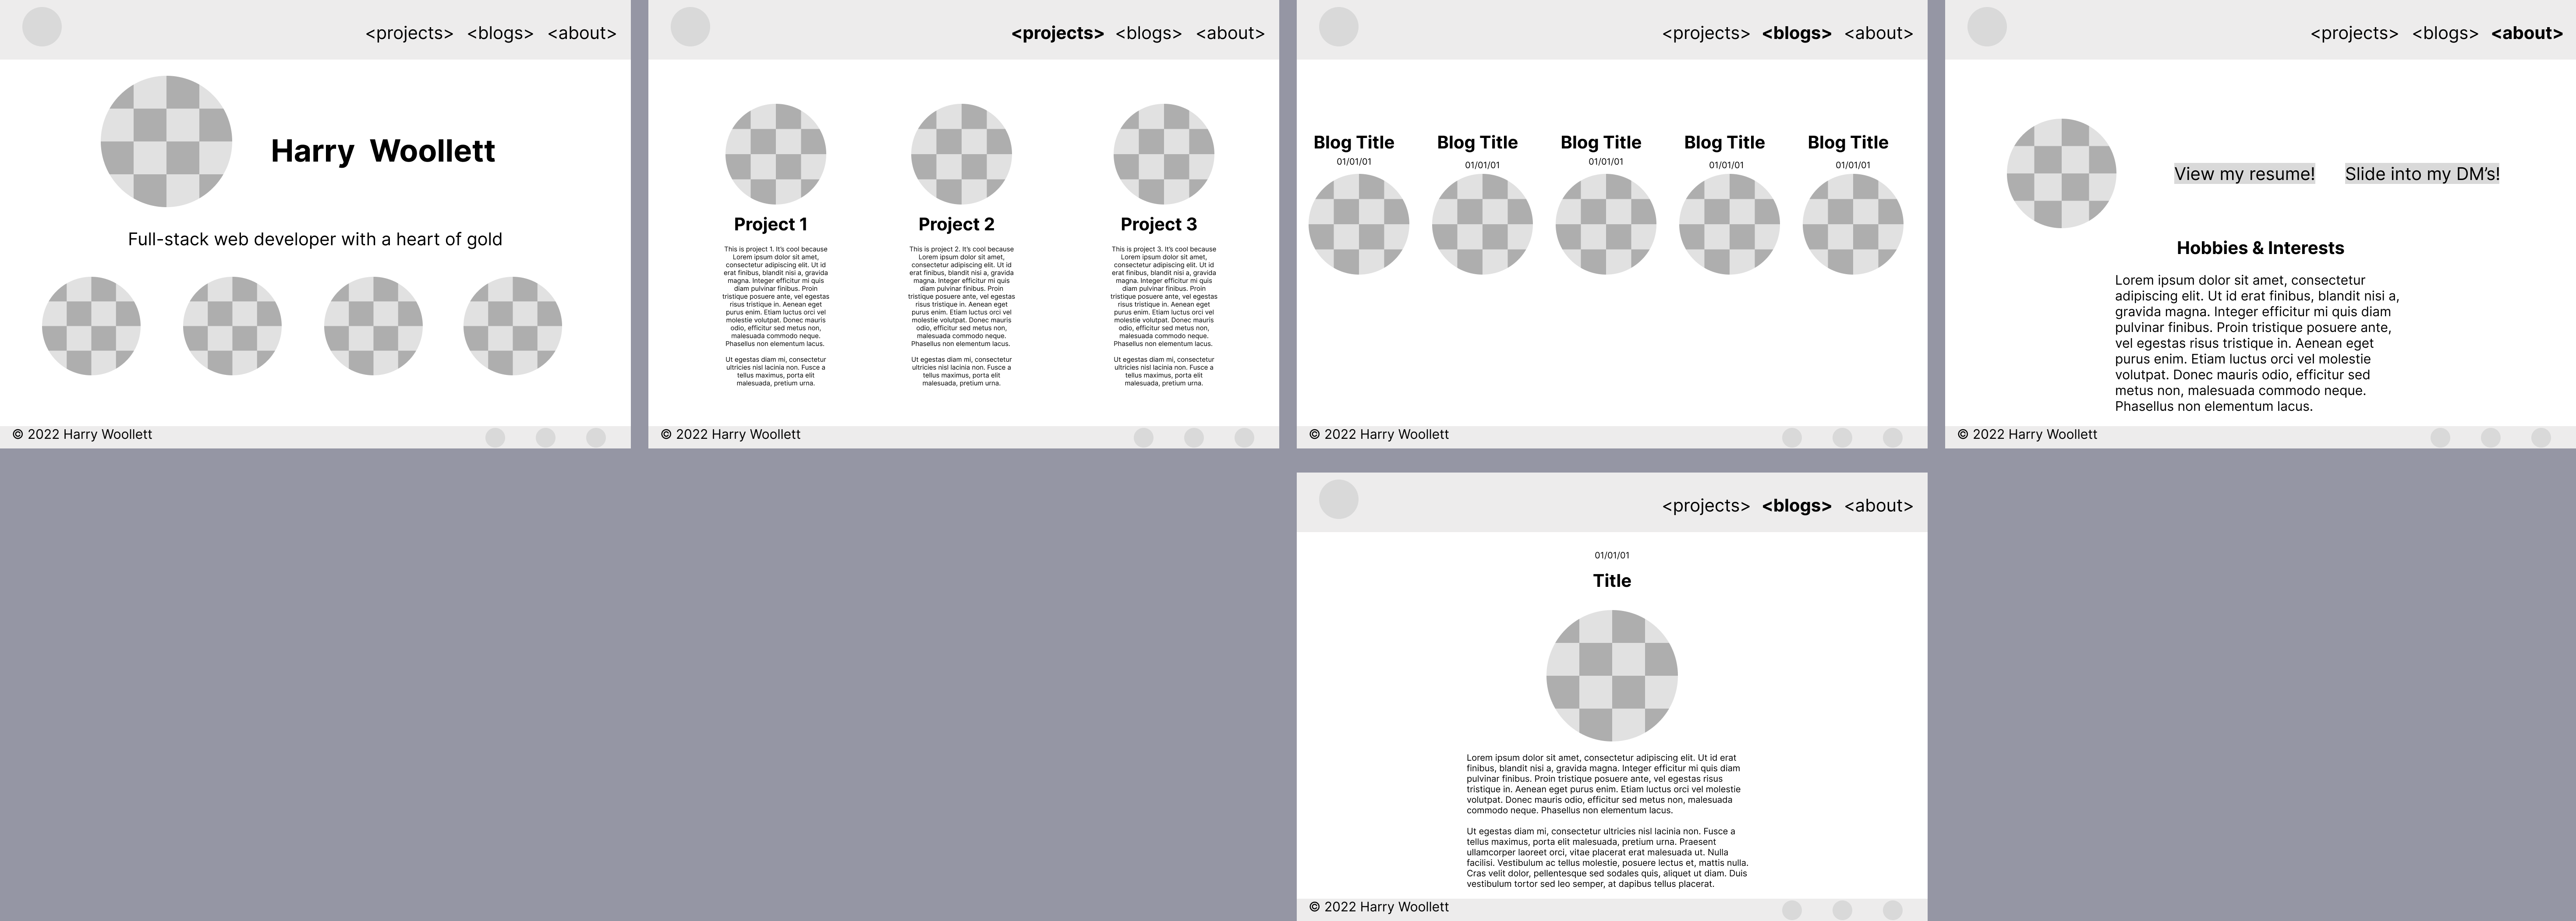 <projects> <blogs> <about>
Harry Woollett
Full-stack web developer with a heart of gold
© 2022 Harry Woollett
<projects> <blogs> <about>
Project 1
This is project 1. It's cool because
Lorem ipsum dolor sit amet,
consectetur adipiscing elit. Ut id
erat finibus, blandit nisi a, gravida
magna. Integer efficitur mi quis
diam pulvinar finibus. Proin
tristique posuere ante, vel egestas
risus tristique in. Aenean eget
purus enim. Etiam luctus orci vel
molestie volutpat. Donec mauris
odio, efficitur sed metus non,
malesuada commodo neque.
Phasellus non elementum lacus.
Ut egestas diam mi, consectetur
ultricies nisl lacinia non. Fusce a
tellus maximus, porta elit
malesuada, pretium urna.
Project 2
This is project 2. It's cool because
Lorem ipsum dolor sit amet,
consectetur adipiscing elit. Ut id
erat finibus, blandit nisi a, gravida
magna. Integer efficitur mi quis
diam pulvinar finibus. Proin
tristique posuere ante, vel egestas
risus tristique in. Aenean eget
purus enim. Etiam luctus orci vel
molestie volutpat. Donec mauris
odio, efficitur sed metus non,
malesuada commodo neque.
Phasellus non elementum lacus.
Ut egestas diam mi, consectetur
ultricies nisl lacinia non. Fusce a
tellus maximus, porta elit
malesuada, pretium urna.
Project 3
This is project 3. It's cool because
Lorem ipsum dolor sit amet,
consectetur adipiscing elit. Ut id
erat finibus, blandit nisi a, gravida
magna. Integer efficitur mi quis
diam pulvinar finibus. Proin
tristique posuere ante, vel egestas
risus tristique in. Aenean eget
purus enim. Etiam luctus orci vel
molestie volutpat. Donec mauris
odio, efficitur sed metus non,
malesuada commodo neque.
Phasellus non elementum lacus.
Ut egestas diam mi, consectetur
ultricies nisl lacinia non. Fusce a
tellus maximus, porta elit
malesuada, pretium urna.
© 2022 Harry Woollett
<projects> <blogs> <about>
Blog Title
01/01/01
Blog Title
01/01/01
Blog Title
01/01/01
Blog Title
01/01/01
Blog Title
01/01/01
© 2022 Harry Woollett
<projects> <blogs> <about>
View my resume!
Slide into my DM's!
Hobbies & Interests
Lorem ipsum dolor sit amet, consectetur
adipiscing elit. Ut id erat finibus, blandit nisi a,
gravida magna. Integer efficitur mi quis diam
pulvinar finibus. Proin tristique posuere ante,
vel egestas risus tristique in. Aenean eget
purus enim. Etiam luctus orci vel molestie
volutpat. Donec mauris odio, efficitur sed
metus non, malesuada commodo neque.
Phasellus non elementum lacus.
© 2022 Harry Woollett
<projects> <blogs> <about>
01/01/01
Title
Lorem ipsum dolor sit amet, consectetur adipiscing elit. Ut id erat
finibus, blandit nisi a, gravida magna. Integer efficitur mi quis diam
pulvinar finibus. Proin tristique posuere ante, vel egestas risus
tristique in. Aenean eget purus enim. Etiam luctus orci vel molestie
volutpat. Donec mauris odio, efficitur sed metus non, malesuada
commodo neque. Phasellus non elementum lacus.
Ut egestas diam mi, consectetur ultricies nisl lacinia non. Fusce a
tellus maximus, porta elit malesuada, pretium urna. Praesent
ullamcorper laoreet orci, vitae placerat erat malesuada ut. Nulla
facilisi. Vestibulum ac tellus molestie, posuere lectus et, mattis nulla.
Cras velit dolor, pellentesque sed sodales quis, aliquet ut diam. Duis
vestibulum tortor sed leo semper, at dapibus tellus placerat.
© 2022 Harry Woollett